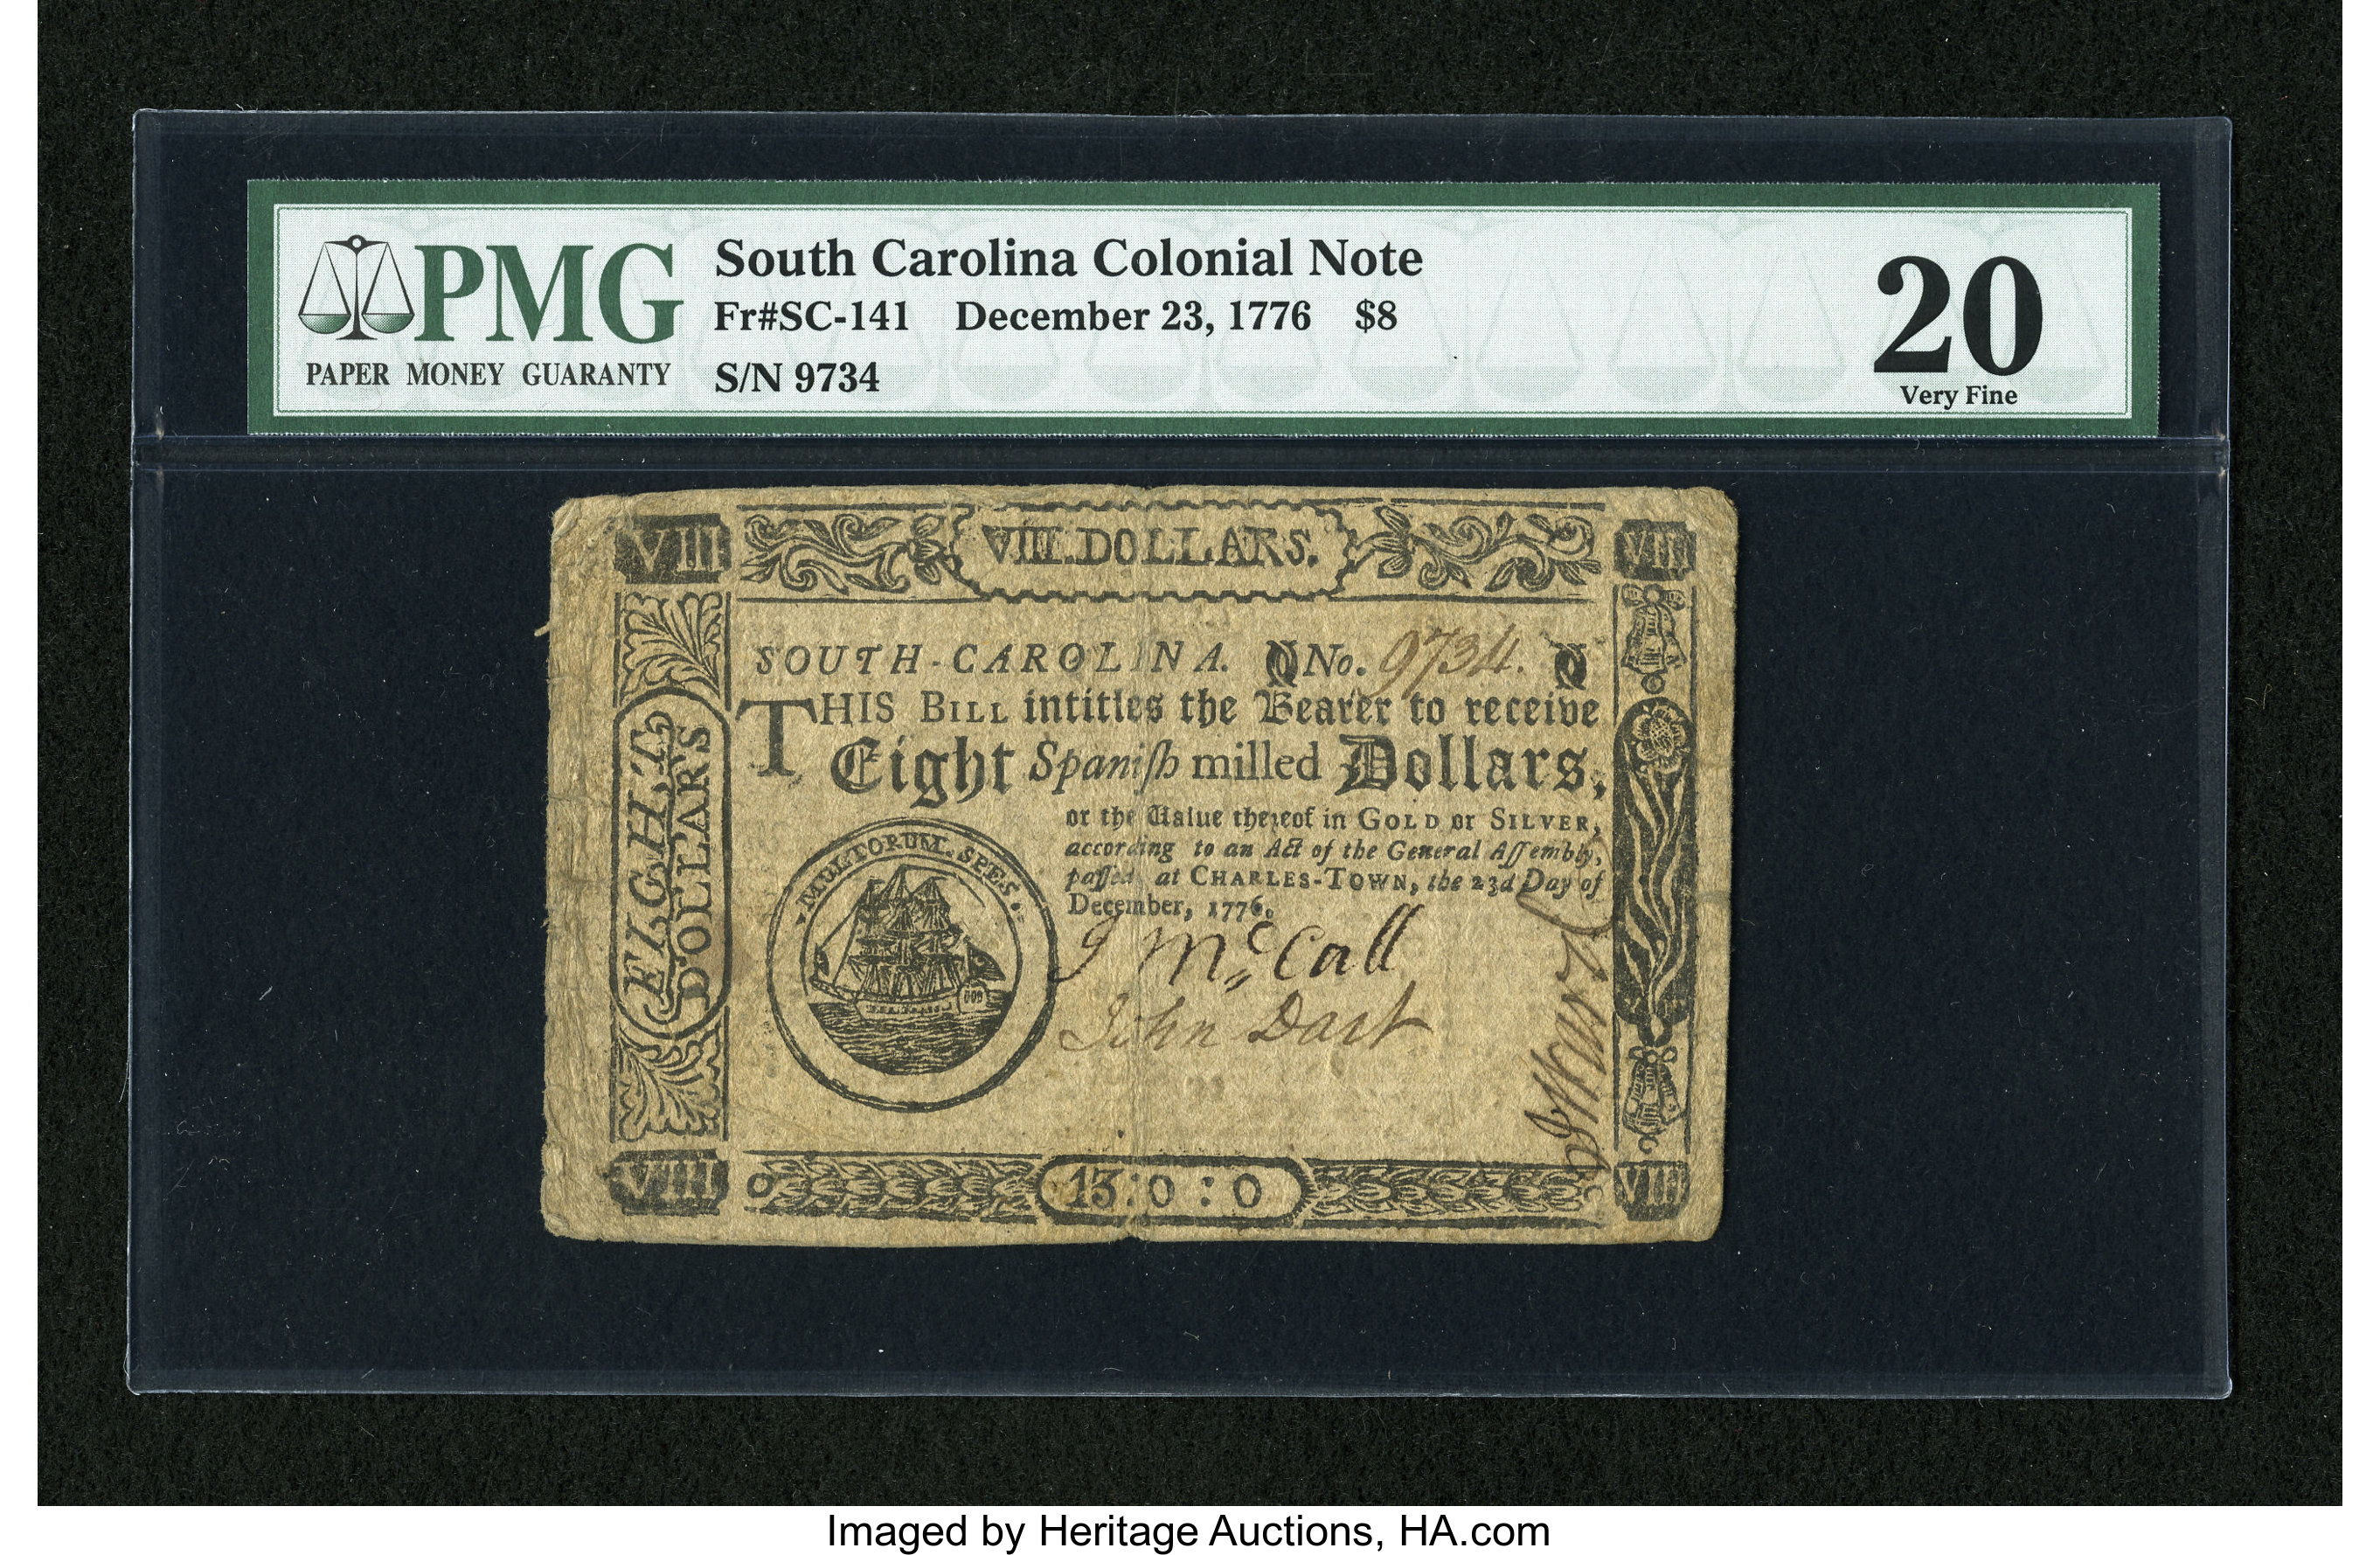 PMG
PAPER MONEY GUARANTY
South Carolina Colonial Note
Fr#SC-141 December 23, 1776 $8
S/N 9734
20
Very Fine
VIII VIII.DOLLARS. VIII
EIGHT
DOLLARS
SOUTH-CAROLINA. No. 9734.
THIS BILL intitles the Bearer to receive
Eight Spaniſh milled Dollars,
or the Value thereof in GOLD or SILVER,
according to an Act of the General Aſſembly,
paſſed at CHARLES-TOWN, the 23d Day of
December, 1776.
MULTORUM. SPES.
J McCall
John Dart
VIII 13:0:0 VIII
Imaged by Heritage Auctions, HA.com